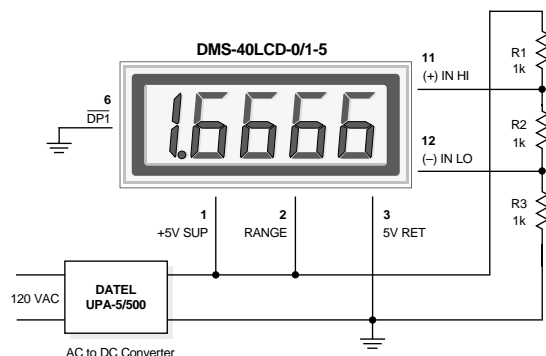 DMS-40LCD-0/1-5
6
DP1
1.6666
11
(+) IN HI
12
(–) IN LO
R1
1k
R2
1k
R3
1k
1
+5V SUP
2
RANGE
3
5V RET
120 VAC
DATEL
UPA-5/500
AC to DC Converter